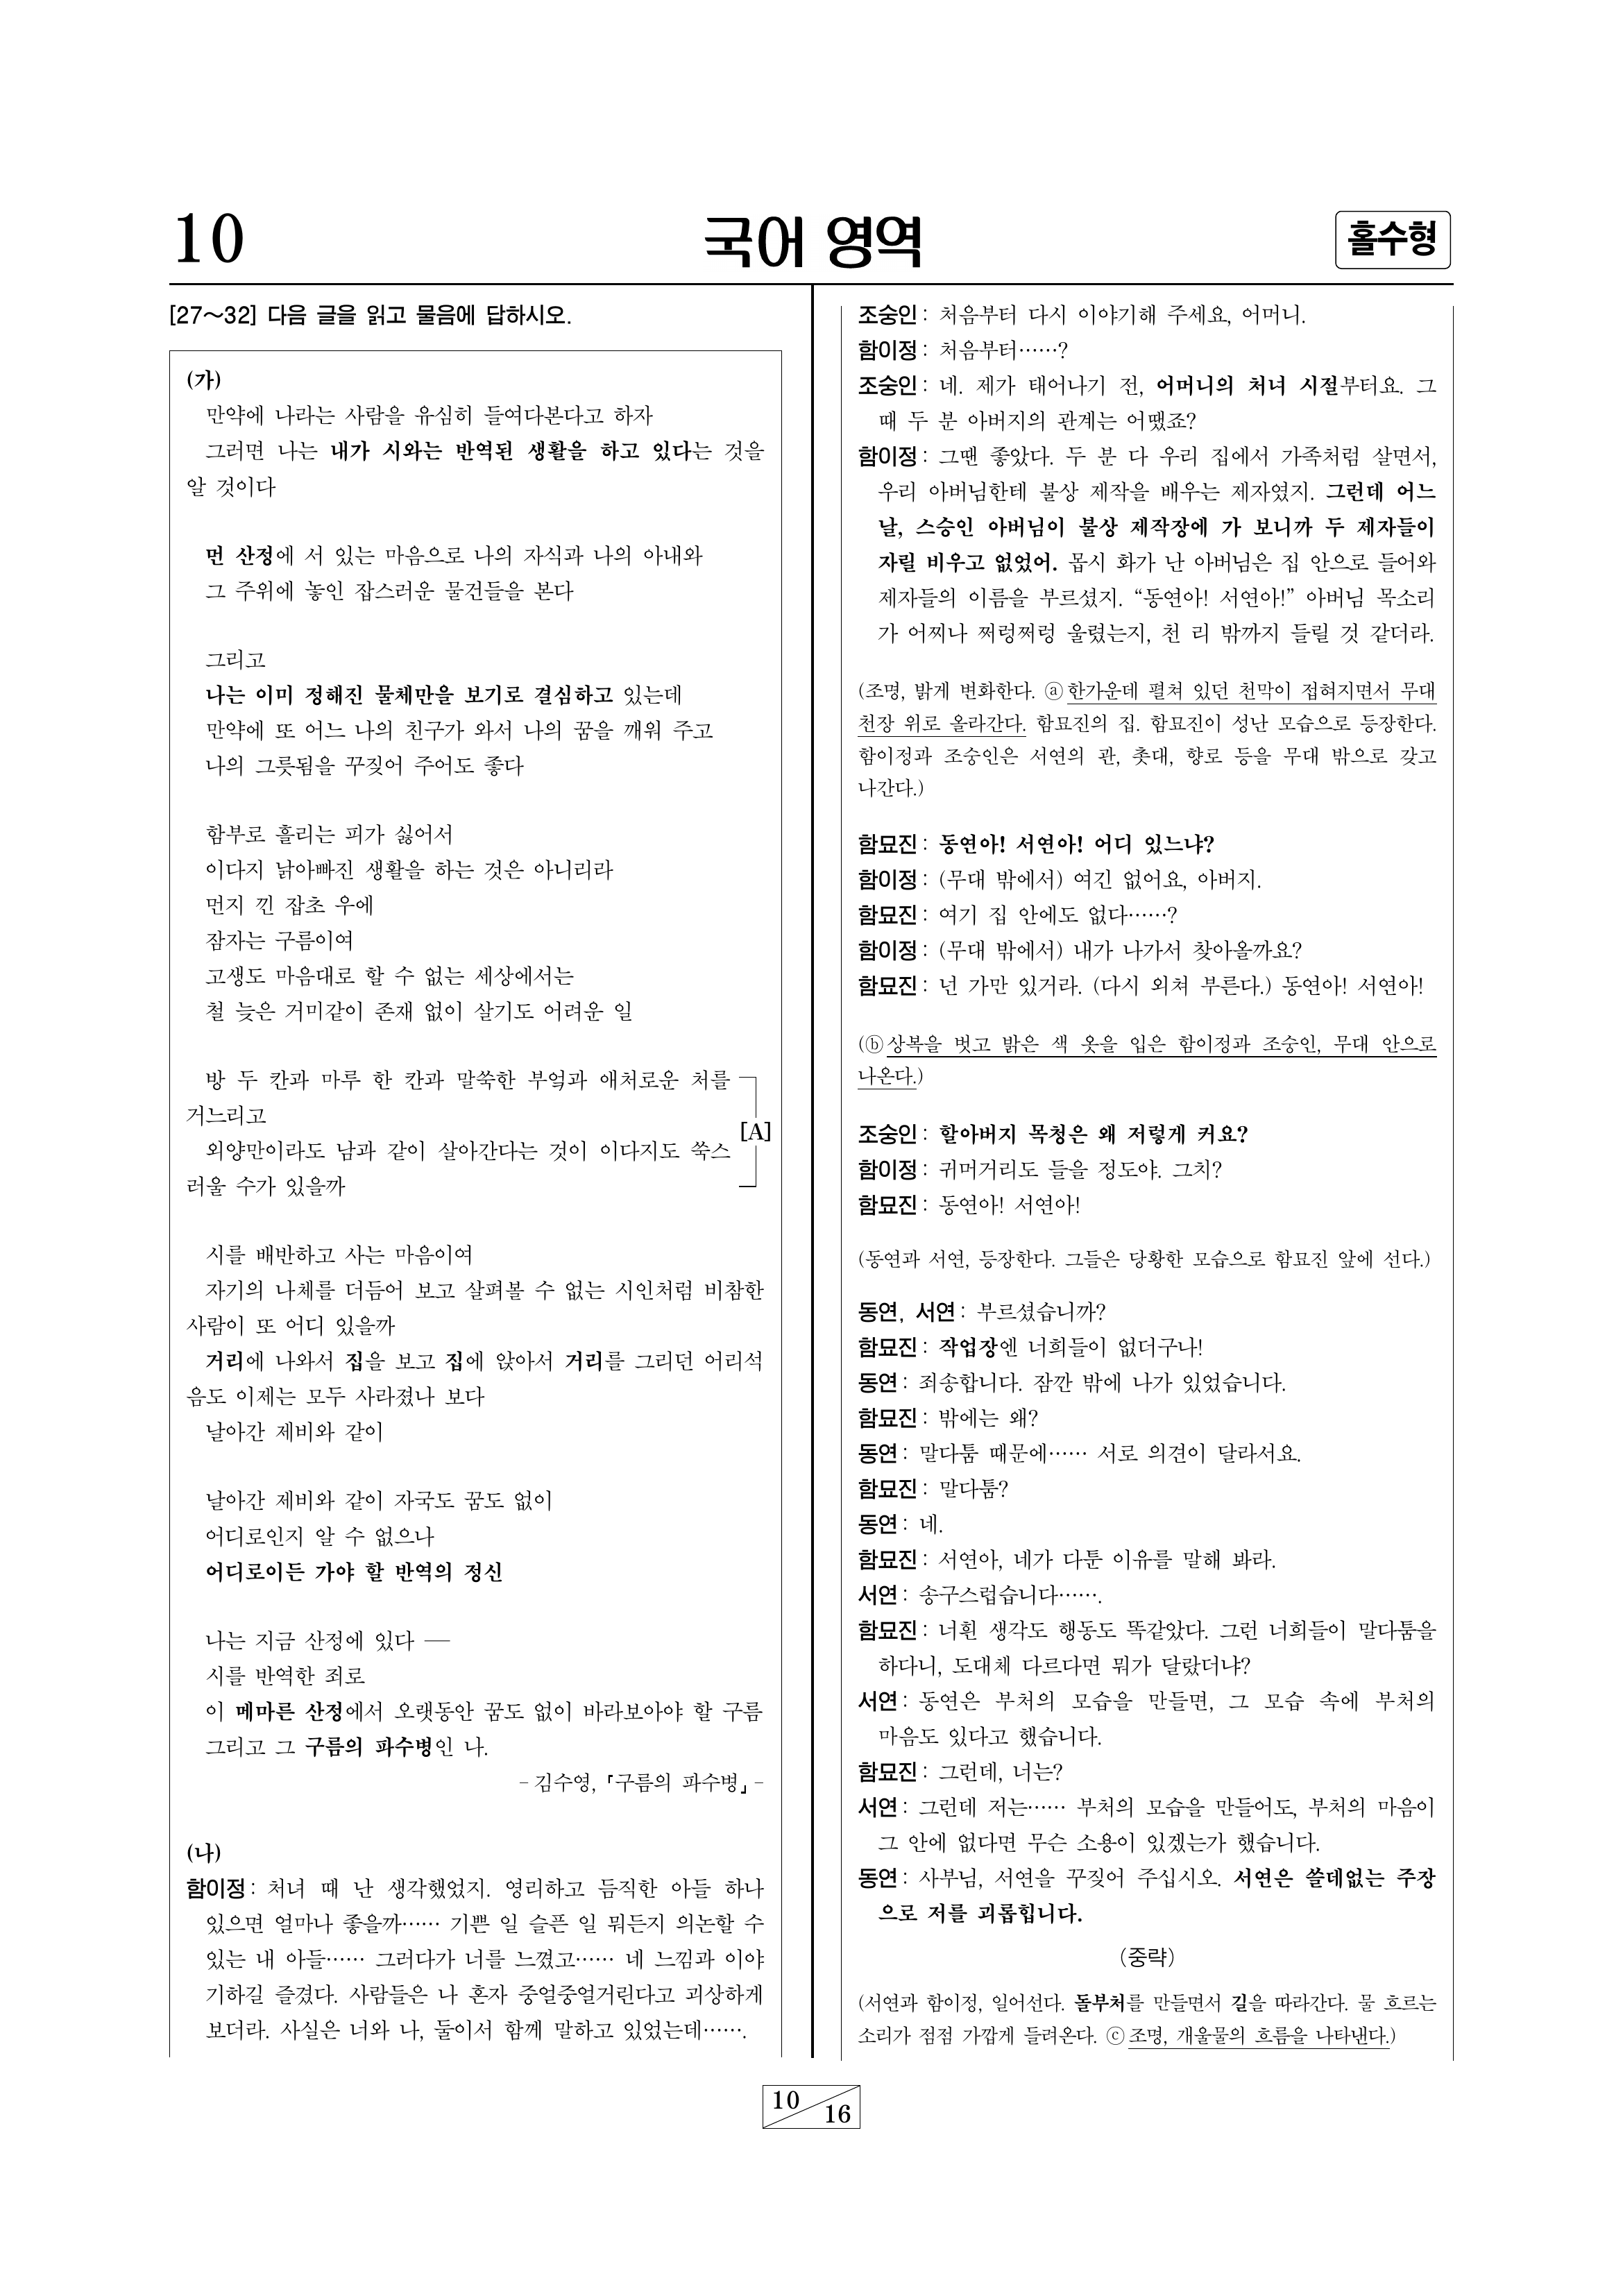 10
국어 영역
홀수형
[27~32] 다음 글을 읽고 물음에 답하시오.
(가)
만약에 나라는 사람을 유심히 들여다본다고 하자
그러면 나는 내가 시와는 반역된 생활을 하고 있다는 것을
알 것이다
먼 산정에 서 있는 마음으로 나의 자식과 나의 아내와
그 주위에 놓인 잡스러운 물건들을 본다
그리고
나는 이미 정해진 물체만을 보기로 결심하고 있는데
만약에 또 어느 나의 친구가 와서 나의 꿈을 깨워 주고
나의 그릇됨을 꾸짖어 주어도 좋다
함부로 흘리는 피가 싫어서
이다지 낡아빠진 생활을 하는 것은 아니리라
먼지 낀 잡초 우에
잠자는 구름이여
고생도 마음대로 할 수 없는 세상에서는
철 늦은 거미같이 존재 없이 살기도 어려운 일
방 두 칸과 마루 한 칸과 말쑥한 부엌과 애처로운 처를
거느리고
외양만이라도 남과 같이 살아간다는 것이 이다지도 쑥스
러울 수가 있을까
[A]
시를 배반하고 사는 마음이여
자기의 나체를 더듬어 보고 살펴볼 수 없는 시인처럼 비참한
사람이 또 어디 있을까
거리에 나와서 집을 보고 집에 앉아서 거리를 그리던 어리석
음도 이제는 모두 사라졌나 보다
날아간 제비와 같이
날아간 제비와 같이 자국도 꿈도 없이
어디로인지 알 수 없으나
어디로이든 가야 할 반역의 정신
나는 지금 산정에 있다 ―
시를 반역한 죄로
이 메마른 산정에서 오랫동안 꿈도 없이 바라보아야 할 구름
그리고 그 구름의 파수병인 나.
- 김수영, 「구름의 파수병」 -
(나)
함이정 : 처녀 때 난 생각했었지. 영리하고 듬직한 아들 하나
있으면 얼마나 좋을까…… 기쁜 일 슬픈 일 뭐든지 의논할 수
있는 내 아들…… 그러다가 너를 느꼈고…… 네 느낌과 이야
기하길 즐겼다. 사람들은 나 혼자 중얼중얼거린다고 괴상하게
보더라. 사실은 너와 나, 둘이서 함께 말하고 있었는데…….
조숭인 : 처음부터 다시 이야기해 주세요, 어머니.
함이정 : 처음부터……?
조숭인 : 네. 제가 태어나기 전, 어머니의 처녀 시절부터요. 그
때 두 분 아버지의 관계는 어땠죠?
함이정 : 그땐 좋았다. 두 분 다 우리 집에서 가족처럼 살면서,
우리 아버님한테 불상 제작을 배우는 제자였지. 그런데 어느
날, 스승인 아버님이 불상 제작장에 가 보니까 두 제자들이
자릴 비우고 없었어. 몹시 화가 난 아버님은 집 안으로 들어와
제자들의 이름을 부르셨지. “동연아! 서연아!” 아버님 목소리
가 어찌나 쩌렁쩌렁 울렸는지, 천 리 밖까지 들릴 것 같더라.
(조명, 밝게 변화한다. ⓐ한가운데 펼쳐 있던 천막이 접혀지면서 무대
천장 위로 올라간다. 함묘진의 집. 함묘진이 성난 모습으로 등장한다.
함이정과 조숭인은 서연의 관, 촛대, 향로 등을 무대 밖으로 갖고
나간다.)
함묘진 : 동연아! 서연아! 어디 있느냐?
함이정 : (무대 밖에서) 여긴 없어요, 아버지.
함묘진 : 여기 집 안에도 없다……?
함이정 : (무대 밖에서) 내가 나가서 찾아올까요?
함묘진 : 넌 가만 있거라. (다시 외쳐 부른다.) 동연아! 서연아!
(ⓑ상복을 벗고 밝은 색 옷을 입은 함이정과 조숭인, 무대 안으로
나온다.)
조숭인 : 할아버지 목청은 왜 저렇게 커요?
함이정 : 귀머거리도 들을 정도야. 그치?
함묘진 : 동연아! 서연아!
(동연과 서연, 등장한다. 그들은 당황한 모습으로 함묘진 앞에 선다.)
동연, 서연 : 부르셨습니까?
함묘진 : 작업장엔 너희들이 없더구나!
동연 : 죄송합니다. 잠깐 밖에 나가 있었습니다.
함묘진 : 밖에는 왜?
동연 : 말다툼 때문에…… 서로 의견이 달라서요.
함묘진 : 말다툼?
동연 : 네.
함묘진 : 서연아, 네가 다툰 이유를 말해 봐라.
서연 : 송구스럽습니다…….
함묘진 : 너흰 생각도 행동도 똑같았다. 그런 너희들이 말다툼을
하다니, 도대체 다르다면 뭐가 달랐더냐?
서연 : 동연은 부처의 모습을 만들면, 그 모습 속에 부처의
마음도 있다고 했습니다.
함묘진 : 그런데, 너는?
서연 : 그런데 저는…… 부처의 모습을 만들어도, 부처의 마음이
그 안에 없다면 무슨 소용이 있겠는가 했습니다.
동연 : 사부님, 서연을 꾸짖어 주십시오. 서연은 쓸데없는 주장
으로 저를 괴롭힙니다.
(중략)
(서연과 함이정, 일어선다. 돌부처를 만들면서 길을 따라간다. 물 흐르는
소리가 점점 가깝게 들려온다. ⓒ조명, 개울물의 흐름을 나타낸다.)
10
16